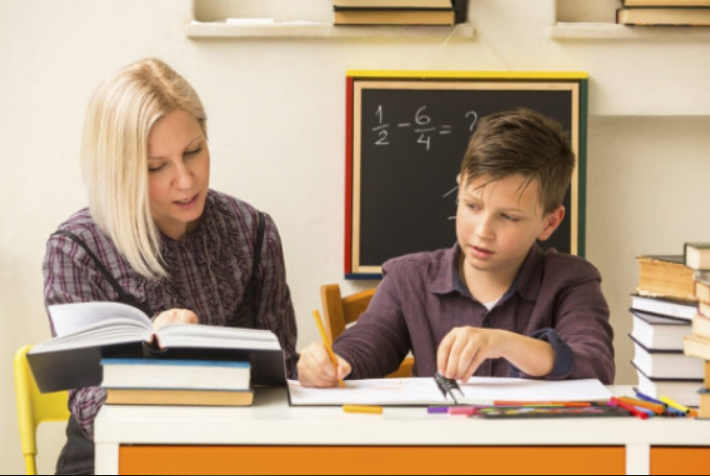 1/2 - 6/4 = ?